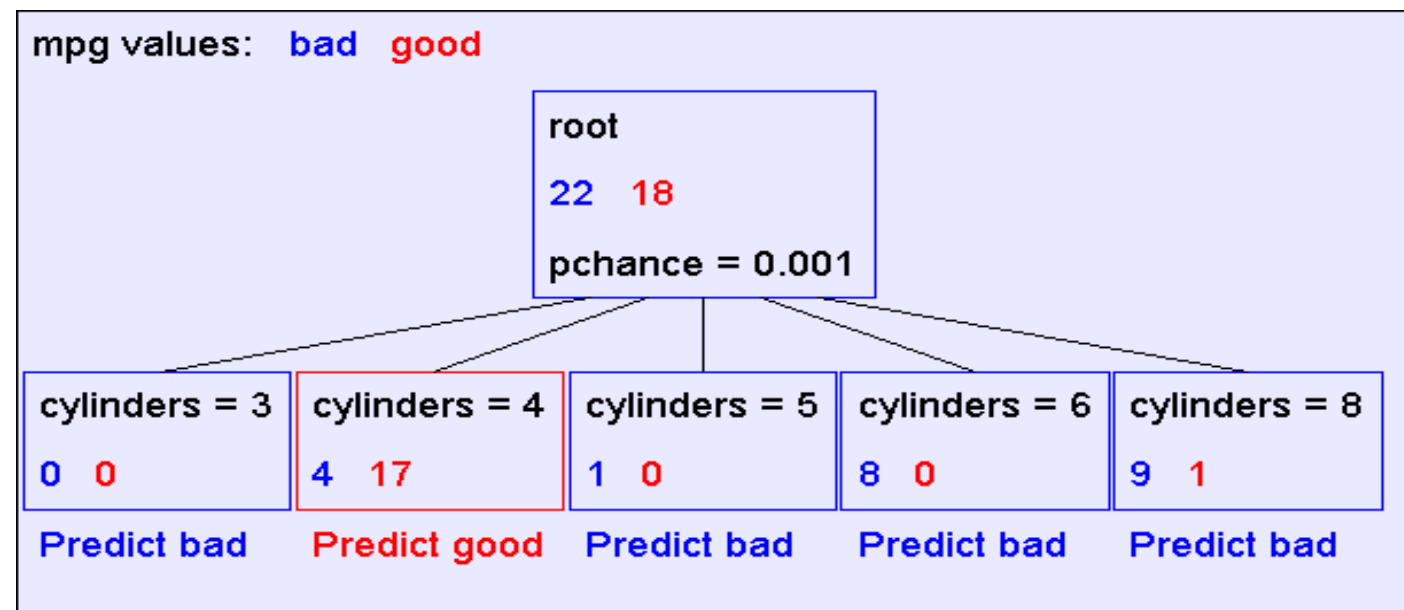 mpg values: bad good
root
22 18
pchance = 0.001
cylinders = 3
0 0
Predict bad
cylinders = 4
4 17
Predict good
cylinders = 5
1 0
Predict bad
cylinders = 6
8 0
Predict bad
cylinders = 8
9 1
Predict bad